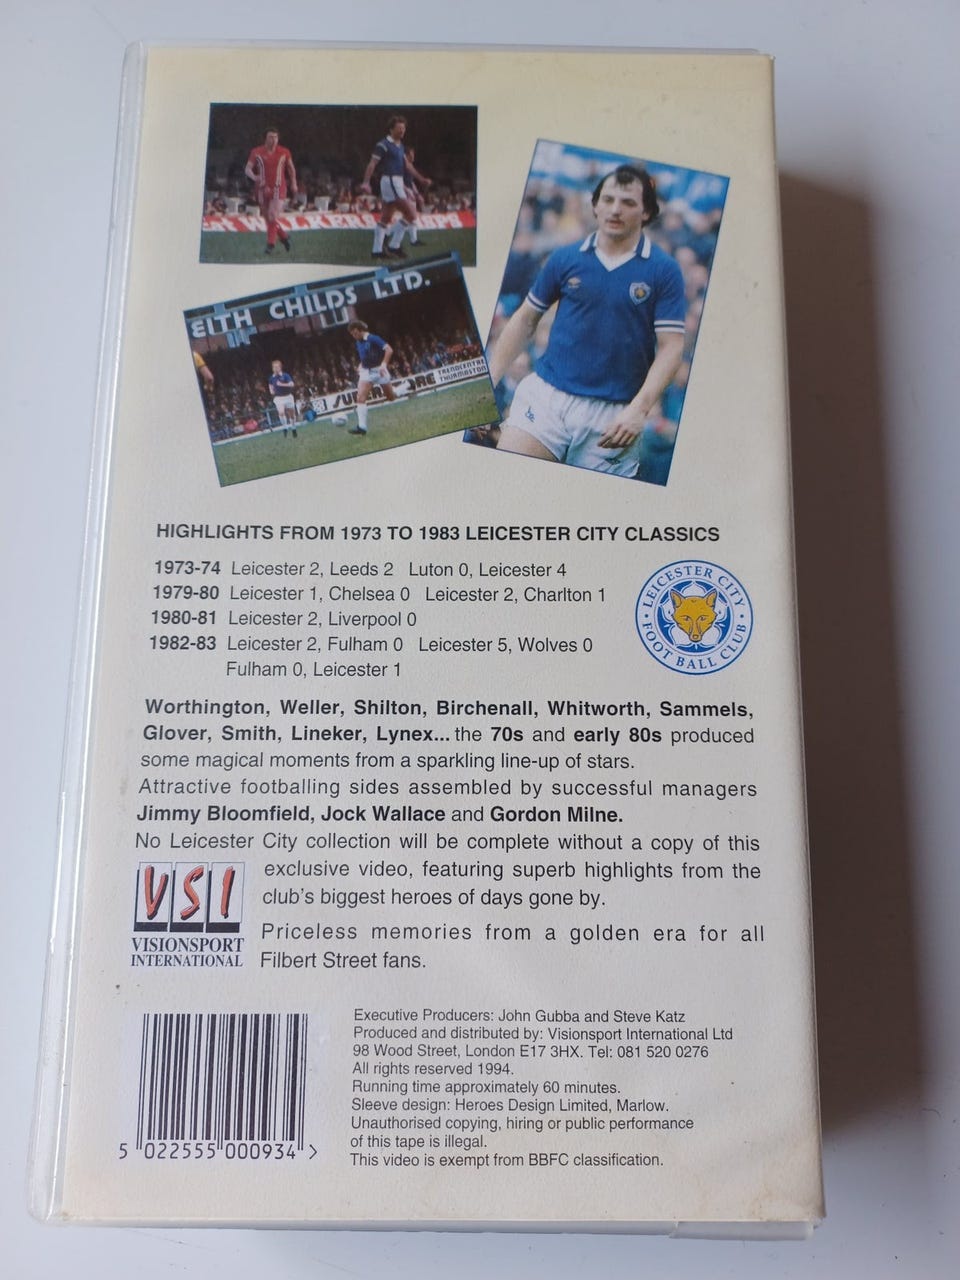 WALKERS
EITH CHILDS LTD.
SUPER
TRENDCENTRE
THURMASTON
HIGHLIGHTS FROM 1973 TO 1983 LEICESTER CITY CLASSICS
1973-74 Leicester 2, Leeds 2 Luton 0, Leicester 4
1979-80 Leicester 1, Chelsea 0 Leicester 2, Charlton 1
1980-81 Leicester 2, Liverpool 0
1982-83 Leicester 2, Fulham 0 Leicester 5, Wolves 0
Fulham 0, Leicester 1
LEICESTER CITY
FOOTBALL CLUB
Worthington, Weller, Shilton, Birchenall, Whitworth, Sammels,
Glover, Smith, Lineker, Lynex... the 70s and early 80s produced
some magical moments from a sparkling line-up of stars.
Attractive footballing sides assembled by successful managers
Jimmy Bloomfield, Jock Wallace and Gordon Milne.
No Leicester City collection will be complete without a copy of this
exclusive video, featuring superb highlights from the
club's biggest heroes of days gone by.
Priceless memories from a golden era for all
Filbert Street fans.
VSI
VISIONSPORT
INTERNATIONAL
Executive Producers: John Gubba and Steve Katz
Produced and distributed by: Visionsport International Ltd
98 Wood Street, London E17 3HX. Tel: 081 520 0276
All rights reserved 1994.
Running time approximately 60 minutes.
Sleeve design: Heroes Design Limited, Marlow.
Unauthorised copying, hiring or public performance
of this tape is illegal.
This video is exempt from BBFC classification.
5 022555 000934 >